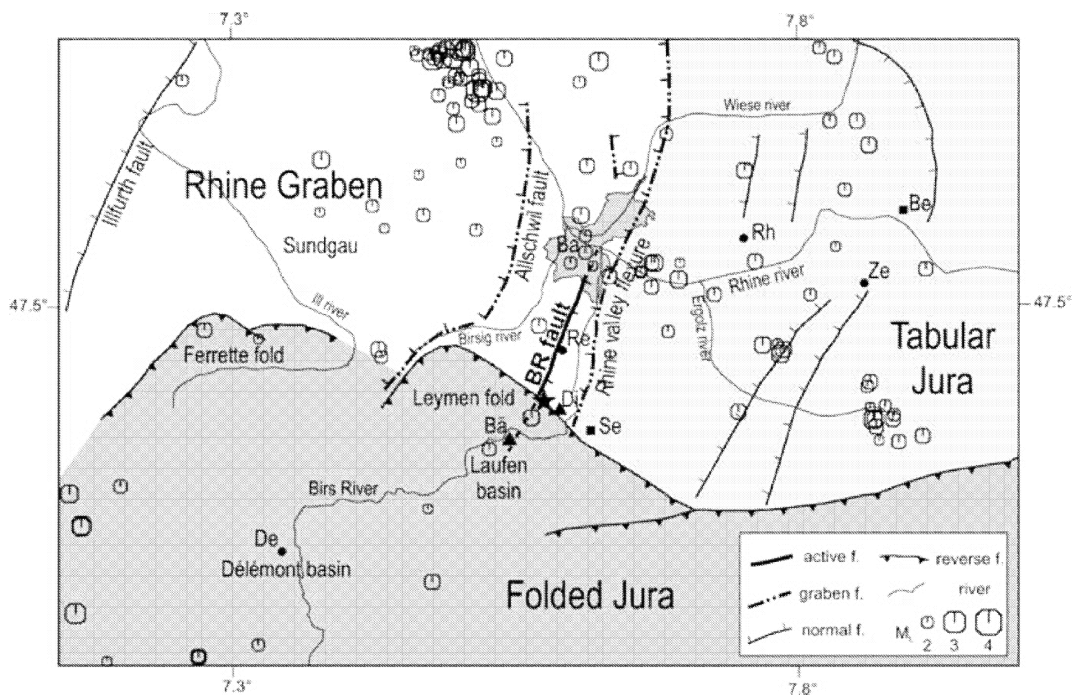 7.3°
7.8°
Wiese river
Illfurth fault
Rhine Graben
Allschwil fault
Be
Sundgau
Ba
Rh
Rhine valley flexure
Rhine river
Ze
47.5°
47.5°
Ill river
Ergolz river
Birsig river
BR fault
Re
Ferrette fold
Tabular
Jura
Leymen fold
Di
Bä
Se
Laufen
basin
Birs River
De
Délémont basin
Folded Jura
active f.
reverse f.
graben f.
river
normal f.
M
2
3
4
7.3°
7.8°